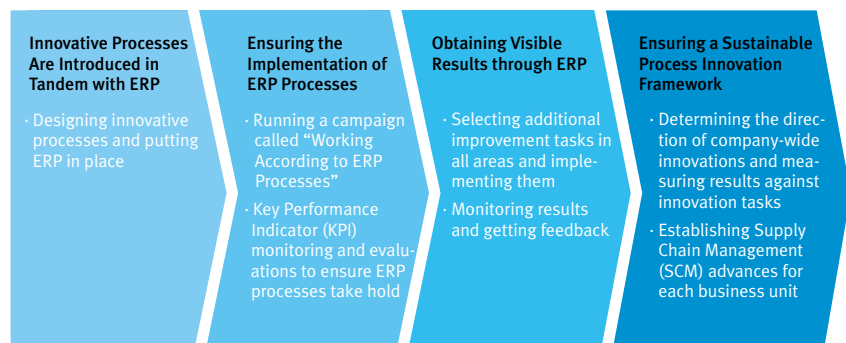 Innovative Processes
Are Introduced in
Tandem with ERP
· Designing innovative
processes and putting
ERP in place
Ensuring the
Implementation of
ERP Processes
· Running a campaign
called “Working
According to ERP
Processes”
· Key Performance
Indicator (KPI)
monitoring and evalu-
ations to ensure ERP
processes take hold
Obtaining Visible
Results through ERP
· Selecting additional
improvement tasks in
all areas and imple-
menting them
· Monitoring results
and getting feedback
Ensuring a Sustainable
Process Innovation
Framework
· Determining the direc-
tion of company-wide
innovations and mea-
suring results against
innovation tasks
· Establishing Supply
Chain Management
(SCM) advances for
each business unit